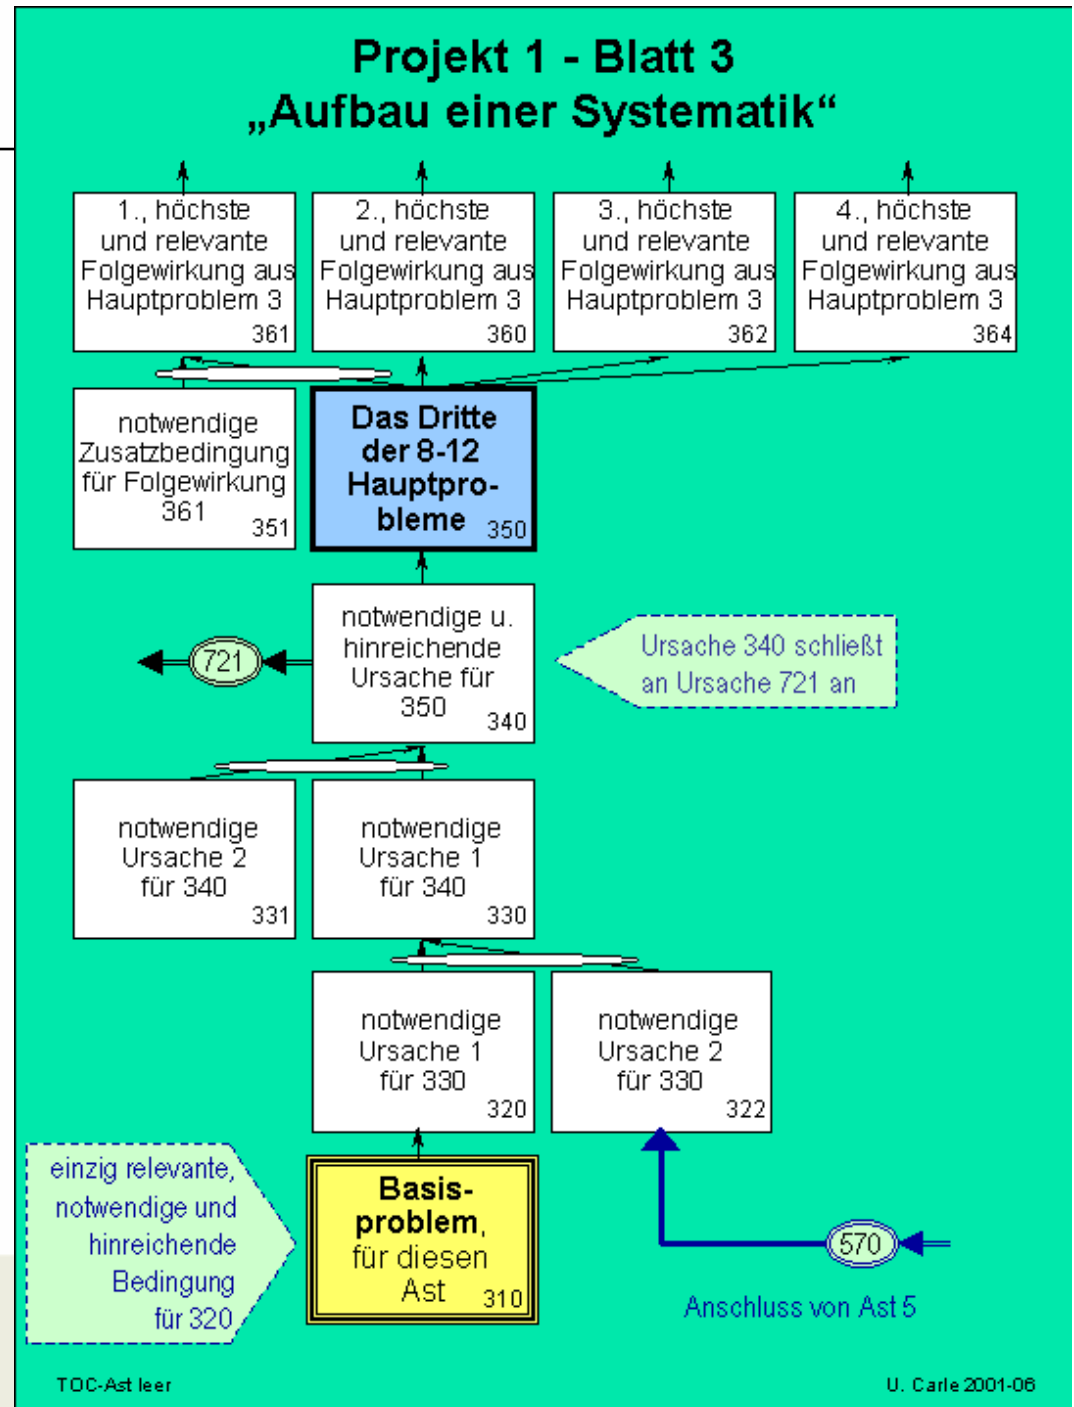 Projekt 1 - Blatt 3
„Aufbau einer Systematik“
1., höchste
und relevante
Folgewirkung aus
Hauptproblem 3
361
2., höchste
und relevante
Folgewirkung aus
Hauptproblem 3
360
3., höchste
und relevante
Folgewirkung aus
Hauptproblem 3
362
4., höchste
und relevante
Folgewirkung aus
Hauptproblem 3
364
notwendige
Zusatzbedingung
für Folgewirkung
361
351
Das Dritte
der 8-12
Hauptpro-
bleme
350
721
notwendige u.
hinreichende
Ursache für
350
340
Ursache 340 schließt
an Ursache 721 an
notwendige
Ursache 2
für 340
331
notwendige
Ursache 1
für 340
330
notwendige
Ursache 1
für 330
320
notwendige
Ursache 2
für 330
322
einzig relevante,
notwendige und
hinreichende
Bedingung
für 320
Basis-
problem,
für diesen
Ast
310
570
Anschluss von Ast 5
TOC-Ast leer
U. Carle 2001-06